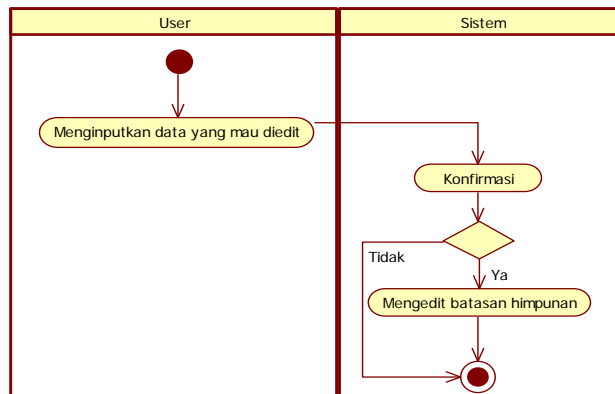 User
Sistem
Menginputkan data yang mau diedit
Konfirmasi
Tidak
Ya
Mengedit batasan himpunan